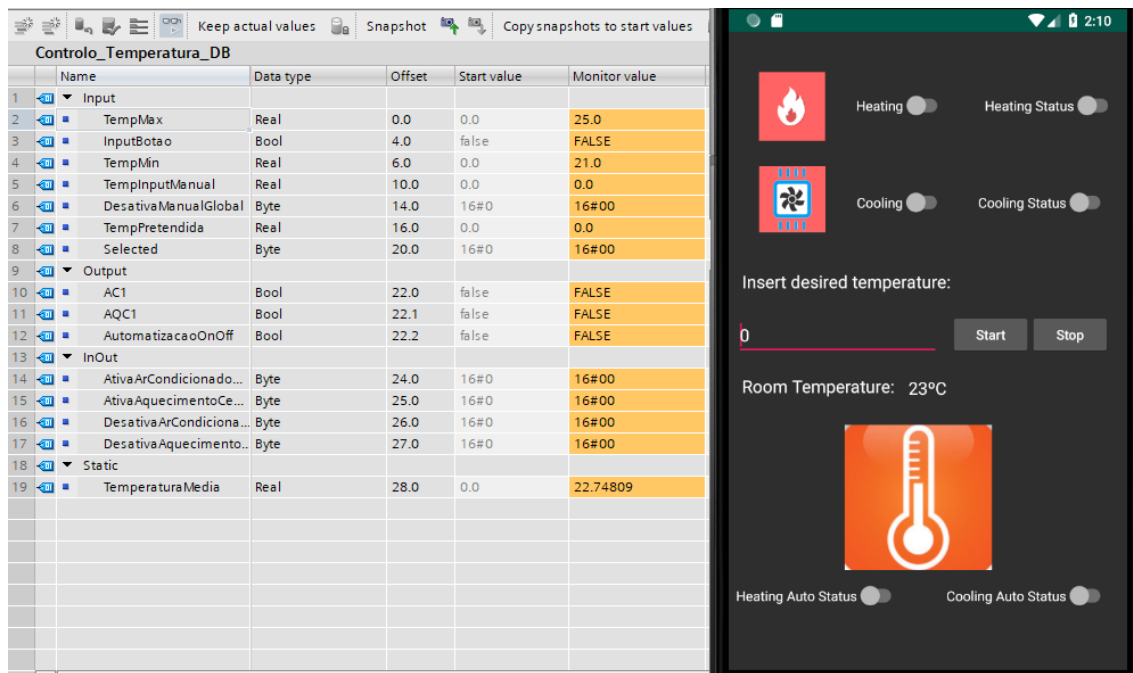 Keep actual values Snapshot Copy snapshots to start values
Controlo_Temperatura_DB
Name Data type Offset Start value Monitor value
1 Input
2 TempMax Real 0.0 0.0 25.0
3 InputBotao Bool 4.0 false FALSE
4 TempMin Real 6.0 0.0 21.0
5 TempInputManual Real 10.0 0.0 0.0
6 DesativaManualGlobal Byte 14.0 16#0 16#00
7 TempPretendida Real 16.0 0.0 0.0
8 Selected Byte 20.0 16#0 16#00
9 Output
10 AC1 Bool 22.0 false FALSE
11 AQC1 Bool 22.1 false FALSE
12 AutomatizacaoOnOff Bool 22.2 false FALSE
13 InOut
14 AtivaArCondicionado... Byte 24.0 16#0 16#00
15 AtivaAquecimentoCe... Byte 25.0 16#0 16#00
16 DesativaArCondiciona... Byte 26.0 16#0 16#00
17 DesativaAquecimento... Byte 27.0 16#0 16#00
18 Static
19 TemperaturaMedia Real 28.0 0.0 22.74809
2:10
Heating Heating Status
Cooling Cooling Status
Insert desired temperature:
0 Start Stop
Room Temperature: 23ºC
Heating Auto Status Cooling Auto Status